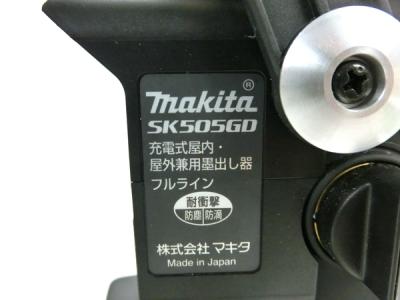 makita®
SK505GD
充電式屋内・
屋外兼用墨出し器
フルライン
耐衝撃
防塵 防滴
株式会社 マキタ
Made in Japan